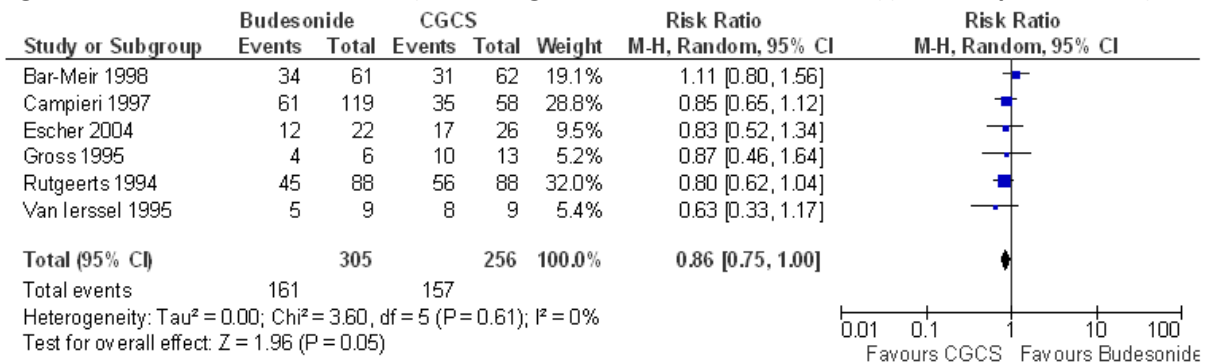 Budesonide CGCS Risk Ratio Risk Ratio
Study or Subgroup Events Total Events Total Weight M-H, Random, 95% CI M-H, Random, 95% CI
Bar-Meir 1998 34 61 31 62 19.1% 1.11 [0.80, 1.56]
Campieri 1997 61 119 35 58 28.8% 0.85 [0.65, 1.12]
Escher 2004 12 22 17 26 9.5% 0.83 [0.52, 1.34]
Gross 1995 4 6 10 13 5.2% 0.87 [0.46, 1.64]
Rutgeerts 1994 45 88 56 88 32.0% 0.80 [0.62, 1.04]
Van Ierssel 1995 5 9 8 9 5.4% 0.63 [0.33, 1.17]
Total (95% CI) 305 256 100.0% 0.86 [0.75, 1.00]
Total events 161 157
Heterogeneity: Tau² = 0.00; Chi² = 3.60, df = 5 (P = 0.61); I² = 0%
Test for overall effect: Z = 1.96 (P = 0.05)
0.01 0.1 1 10 100
Favours CGCS Favours Budesonide